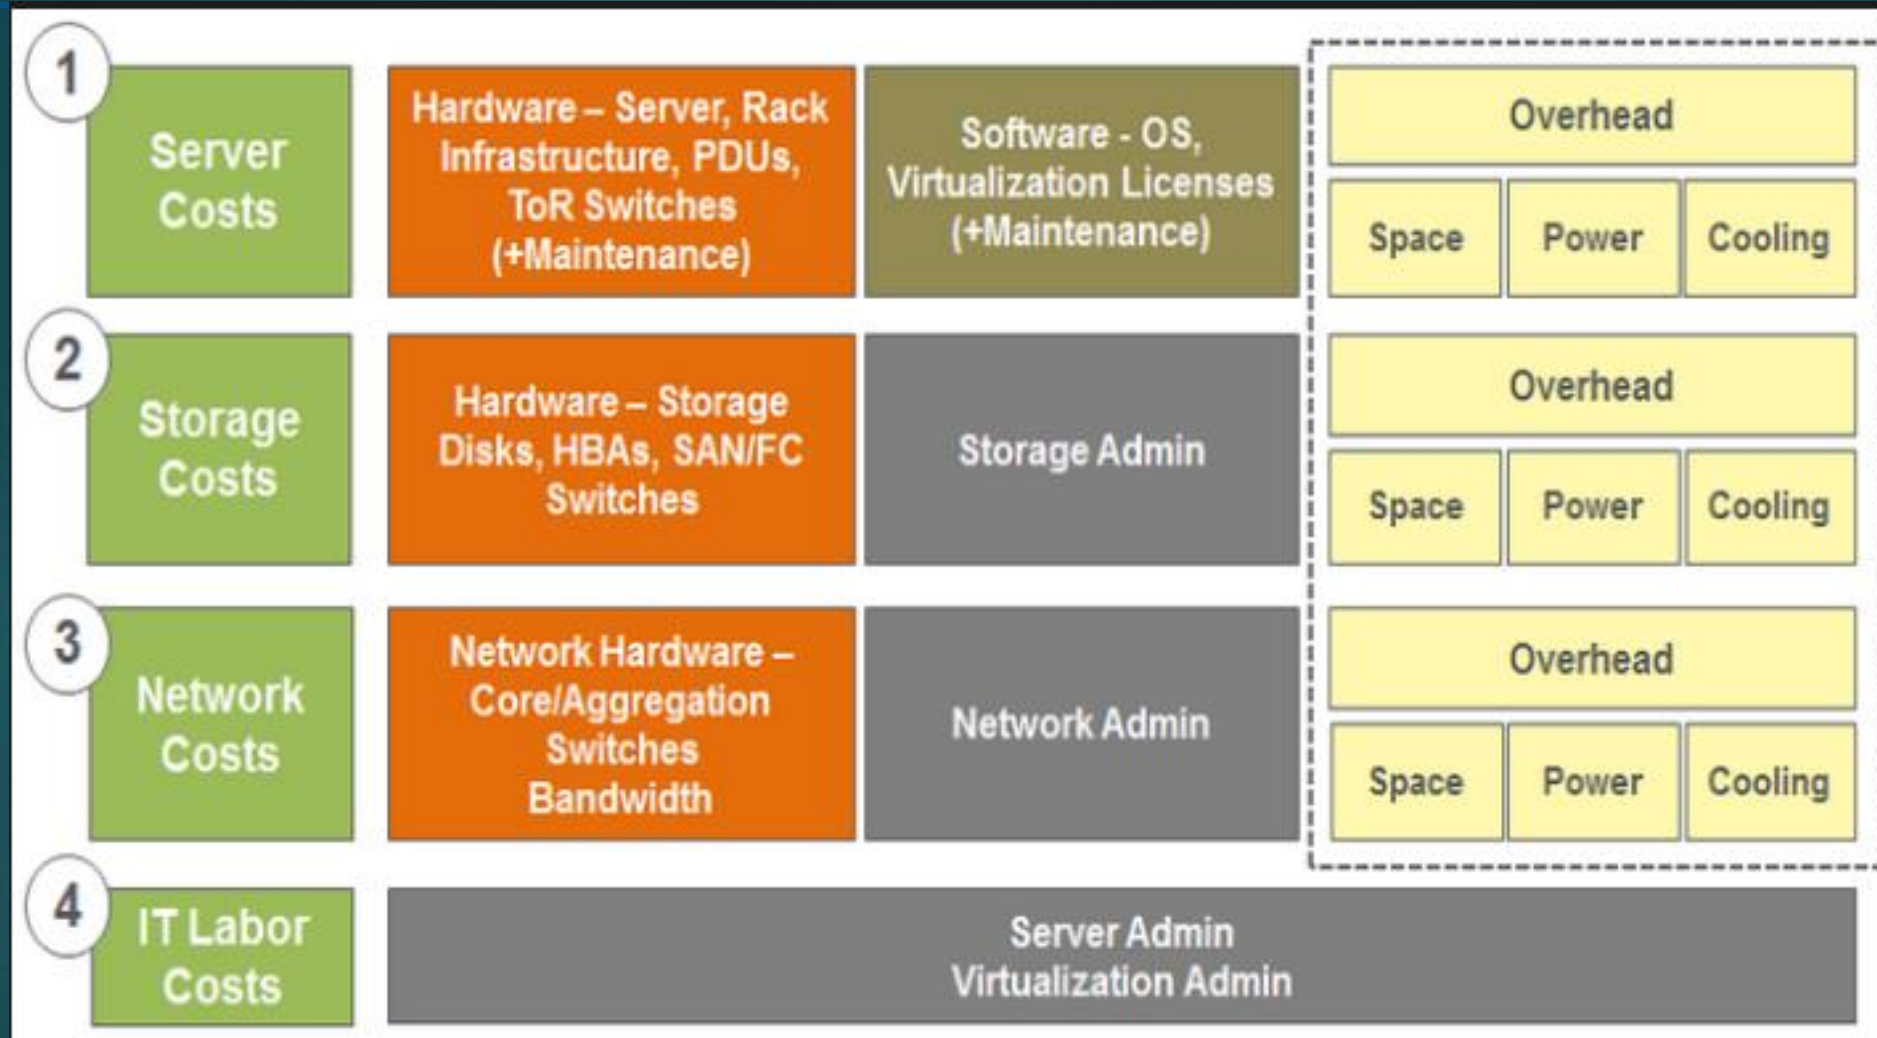 1
Server
Costs
Hardware – Server, Rack
Infrastructure, PDUs,
ToR Switches
(+Maintenance)
Software - OS,
Virtualization Licenses
(+Maintenance)
Overhead
Space
Power
Cooling
2
Storage
Costs
Hardware – Storage
Disks, HBAs, SAN/FC
Switches
Storage Admin
Overhead
Space
Power
Cooling
3
Network
Costs
Network Hardware –
Core/Aggregation
Switches
Bandwidth
Network Admin
Overhead
Space
Power
Cooling
4
IT Labor
Costs
Server Admin
Virtualization Admin